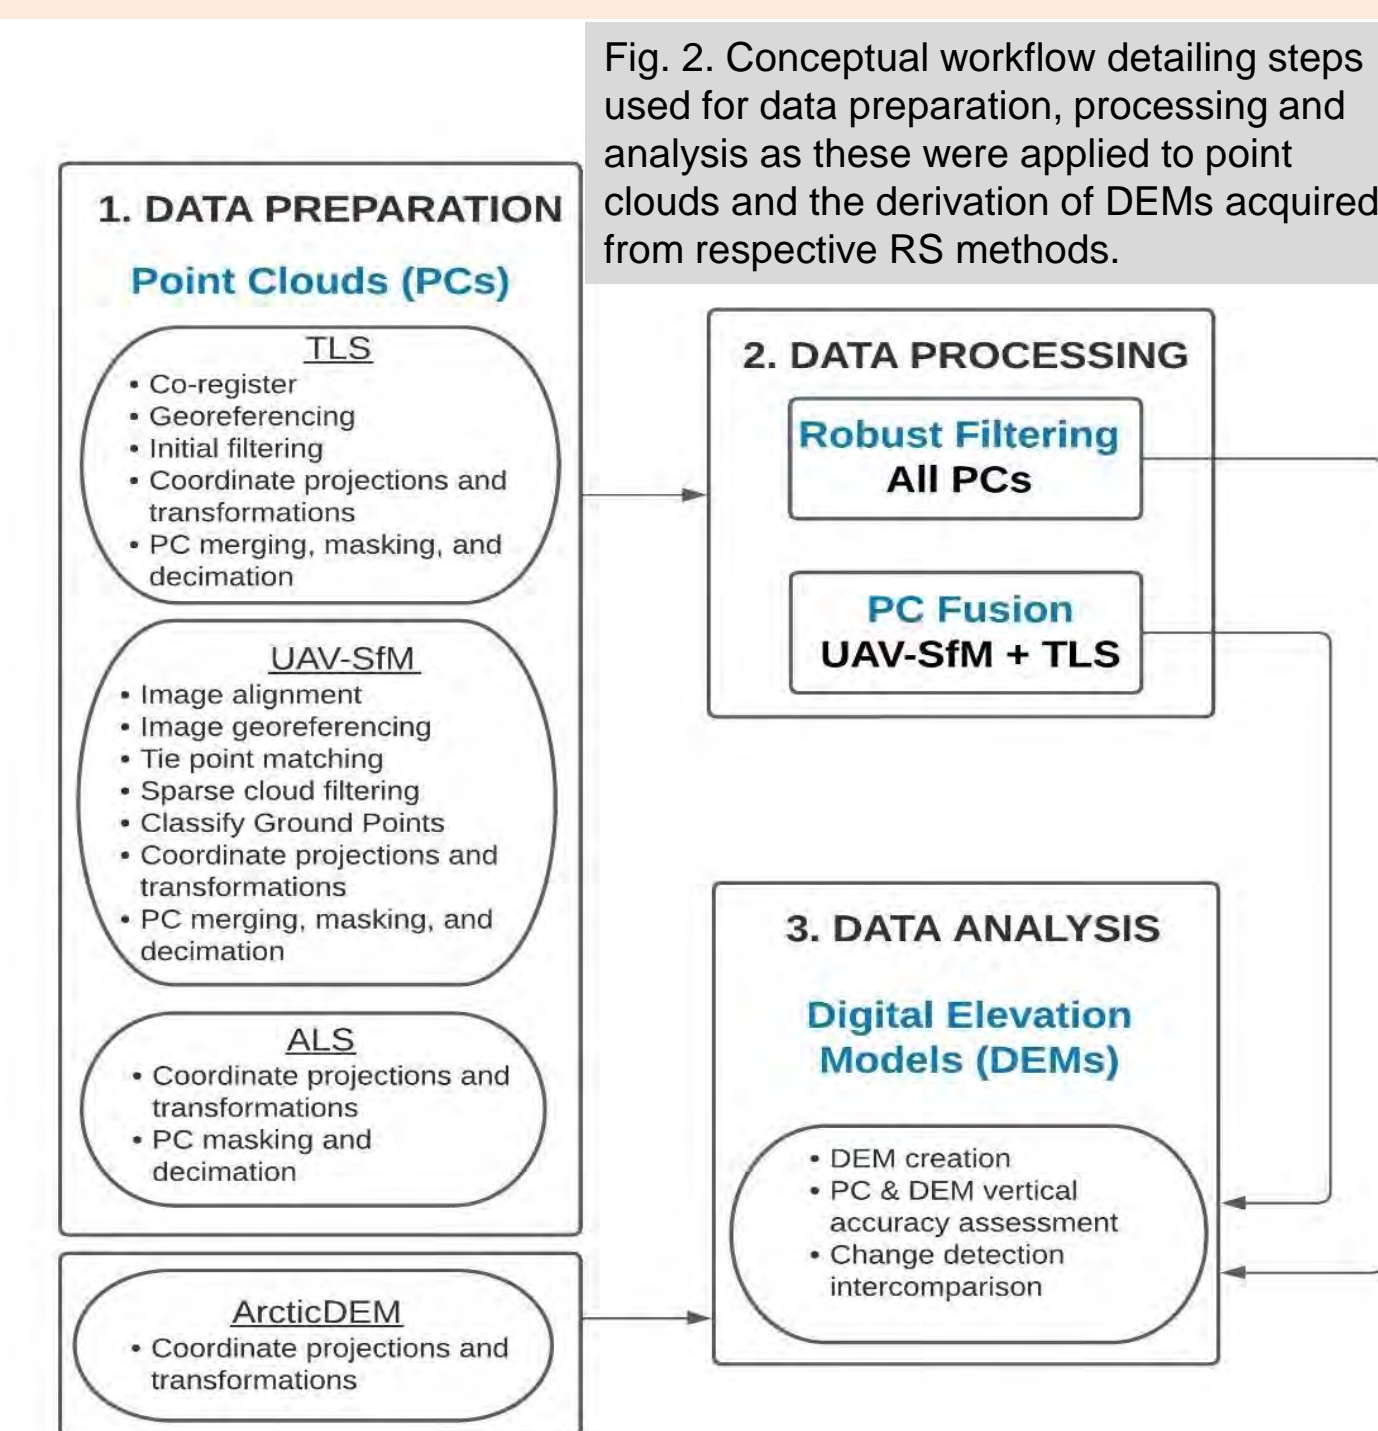 Fig. 2. Conceptual workflow detailing steps
used for data preparation, processing and
analysis as these were applied to point
clouds and the derivation of DEMs acquired
from respective RS methods.
1. DATA PREPARATION
Point Clouds (PCs)
TLS
• Co-register
• Georeferencing
• Initial filtering
• Coordinate projections and
transformations
• PC merging, masking, and
decimation
UAV-SfM
• Image alignment
• Image georeferencing
• Tie point matching
• Sparse cloud filtering
• Classify Ground Points
• Coordinate projections and
transformations
• PC merging, masking, and
decimation
ALS
• Coordinate projections and
transformations
• PC masking and
decimation
ArcticDEM
• Coordinate projections and
transformations
2. DATA PROCESSING
Robust Filtering
All PCs
PC Fusion
UAV-SfM + TLS
3. DATA ANALYSIS
Digital Elevation
Models (DEMs)
• DEM creation
• PC & DEM vertical
accuracy assessment
• Change detection
intercomparison